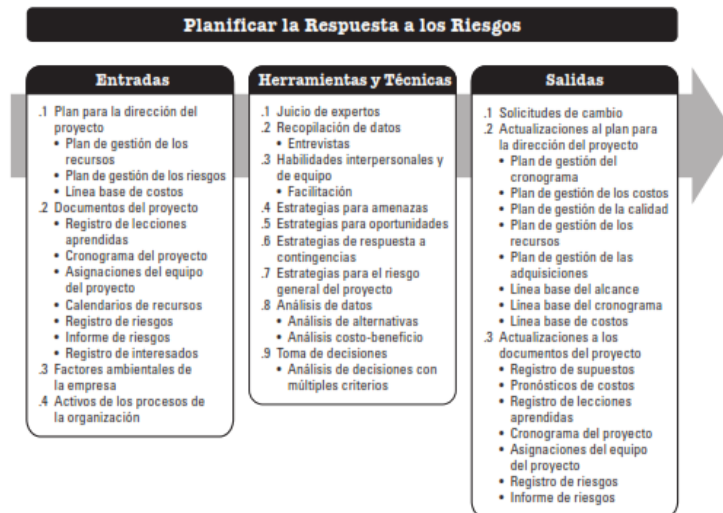 Planificar la Respuesta a los Riesgos
Entradas
.1 Plan para la dirección del
proyecto
• Plan de gestión de los
recursos
• Plan de gestión de los riesgos
• Línea base de costos
.2 Documentos del proyecto
• Registro de lecciones
aprendidas
• Cronograma del proyecto
• Asignaciones del equipo
del proyecto
• Calendarios de recursos
• Registro de riesgos
• Informe de riesgos
• Registro de interesados
.3 Factores ambientales de
la empresa
.4 Activos de los procesos de
la organización
Herramientas y Técnicas
.1 Juicio de expertos
.2 Recopilación de datos
• Entrevistas
.3 Habilidades interpersonales y
de equipo
• Facilitación
.4 Estrategias para amenazas
.5 Estrategias para oportunidades
.6 Estrategias de respuesta a
contingencias
.7 Estrategias para el riesgo
general del proyecto
.8 Análisis de datos
• Análisis de alternativas
• Análisis costo-beneficio
.9 Toma de decisiones
• Análisis de decisiones con
múltiples criterios
Salidas
.1 Solicitudes de cambio
.2 Actualizaciones al plan para
la dirección del proyecto
• Plan de gestión del
cronograma
• Plan de gestión de los costos
• Plan de gestión de la calidad
• Plan de gestión de los
recursos
• Plan de gestión de las
adquisiciones
• Línea base del alcance
• Línea base del cronograma
• Línea base de costos
.3 Actualizaciones a los
documentos del proyecto
• Registro de supuestos
• Pronósticos de costos
• Registro de lecciones
aprendidas
• Cronograma del proyecto
• Asignaciones del equipo
del proyecto
• Registro de riesgos
• Informe de riesgos